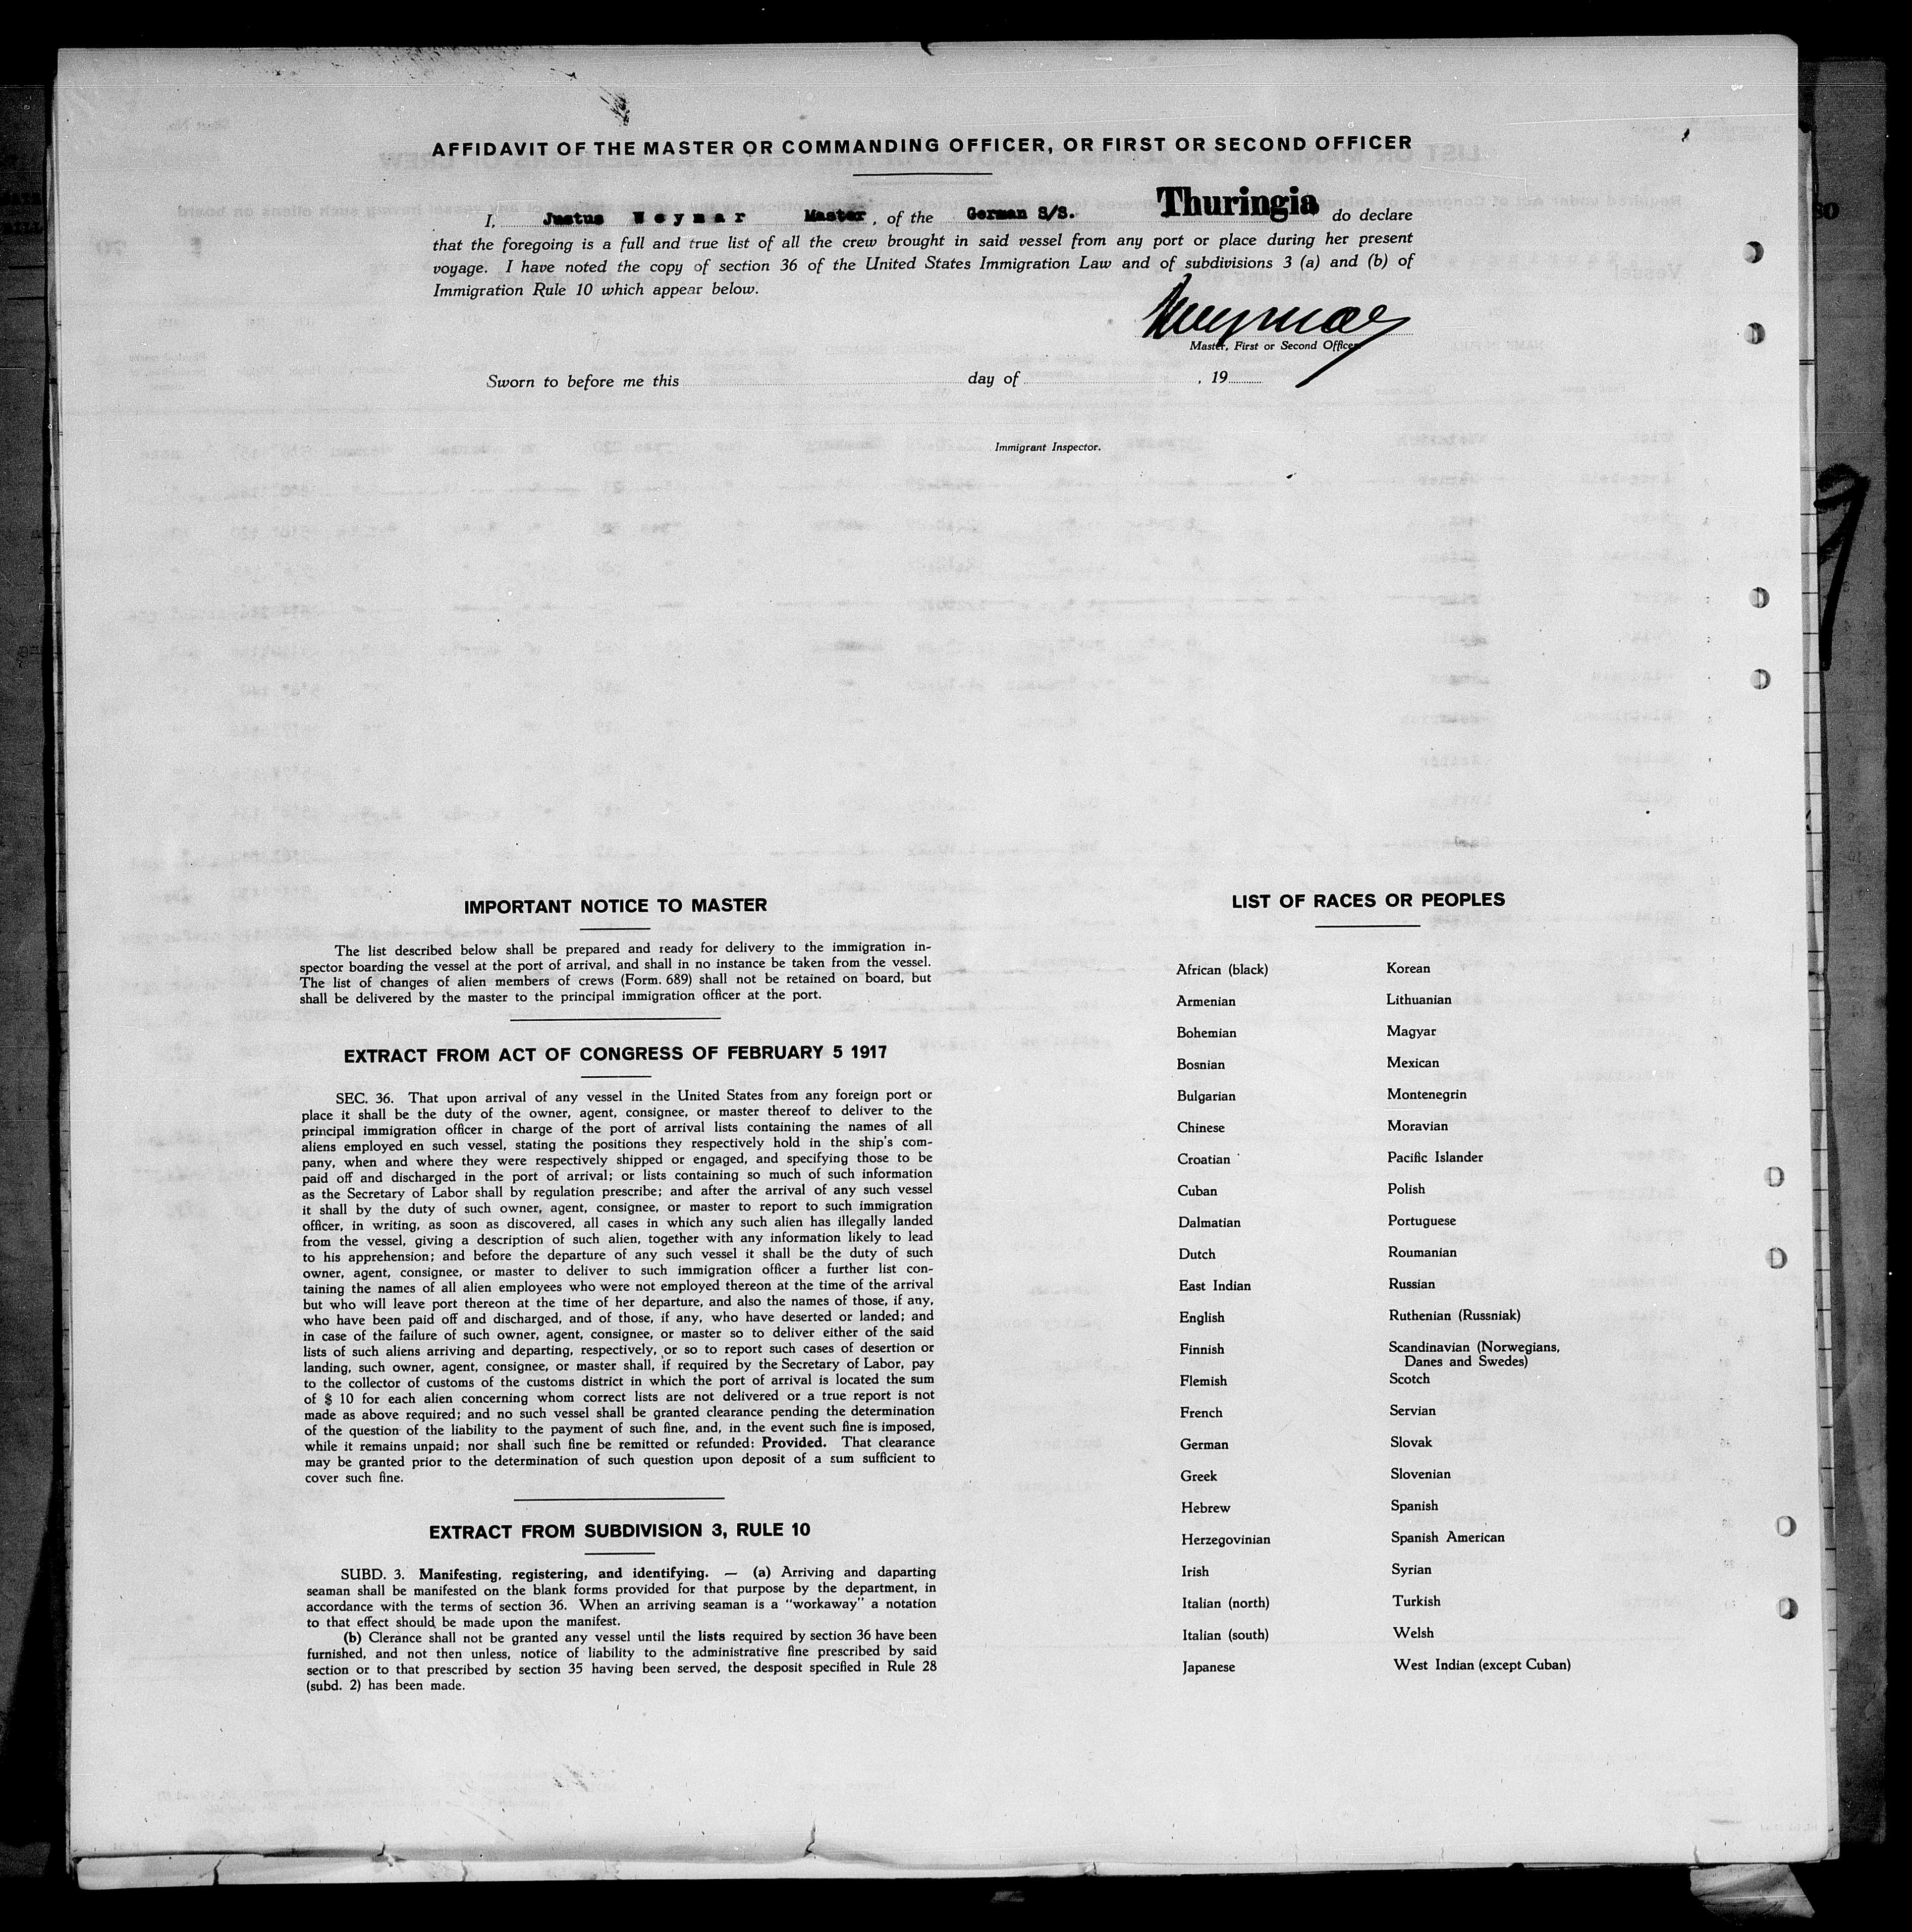 AFFIDAVIT OF THE MASTER OR COMMANDING OFFICER, OR FIRST OR SECOND OFFICER
I, Justus Weymar Master, of the German S/S. Thuringia do declare
that the foregoing is a full and true list of all the crew brought in said vessel from any port or place during her present
voyage. I have noted the copy of section 36 of the United States Immigration Law and of subdivisions 3 (a) and (b) of
Immigration Rule 10 which appear below.
Weymar
Master, First or Second Officer.
Sworn to before me this day of , 19
Immigrant Inspector.
IMPORTANT NOTICE TO MASTER
The list described below shall be prepared and ready for delivery to the immigration in-
spector boarding the vessel at the port of arrival, and shall in no instance be taken from the vessel.
The list of changes of alien members of crews (Form. 689) shall not be retained on board, but
shall be delivered by the master to the principal immigration officer at the port.
EXTRACT FROM ACT OF CONGRESS OF FEBRUARY 5 1917
SEC. 36. That upon arrival of any vessel in the United States from any foreign port or
place it shall be the duty of the owner, agent, consignee, or master thereof to deliver to the
principal immigration officer in charge of the port of arrival lists containing the names of all
aliens employed en such vessel, stating the positions they respectively hold in the ship's com-
pany, when and where they were respectively shipped or engaged, and specifying those to be
paid off and discharged in the port of arrival; or lists containing so much of such information
as the Secretary of Labor shall by regulation prescribe; and after the arrival of any such vessel
it shall by the duty of such owner, agent, consignee, or master to report to such immigration
officer, in writing, as soon as discovered, all cases in which any such alien has illegally landed
from the vessel, giving a description of such alien, together with any information likely to lead
to his apprehension; and before the departure of any such vessel it shall be the duty of such
owner, agent, consignee, or master to deliver to such immigration officer a further list con-
taining the names of all alien employees who were not employed thereon at the time of the arrival
but who will leave port thereon at the time of her departure, and also the names of those, if any,
who have been paid off and discharged, and of those, if any, who have deserted or landed; and
in case of the failure of such owner, agent, consignee, or master so to deliver either of the said
lists of such aliens arriving and departing, respectively, or so to report such cases of desertion or
landing, such owner, agent, consignee, or master shall, if required by the Secretary of Labor, pay
to the collector of customs of the customs district in which the port of arrival is located the sum
of $ 10 for each alien concerning whom correct lists are not delivered or a true report is not
made as above required; and no such vessel shall be granted clearance pending the determination
of the question of the liability to the payment of such fine, and, in the event such fine is imposed,
while it remains unpaid; nor shall such fine be remitted or refunded: Provided. That clearance
may be granted prior to the determination of such question upon deposit of a sum sufficient to
cover such fine.
EXTRACT FROM SUBDIVISION 3, RULE 10
SUBD. 3. Manifesting, registering, and identifying. — (a) Arriving and daparting
seaman shall be manifested on the blank forms provided for that purpose by the department, in
accordance with the terms of section 36. When an arriving seaman is a "workaway" a notation
to that effect should be made upon the manifest.
(b) Clerance shall not be granted any vessel until the lists required by section 36 have been
furnished, and not then unless, notice of liability to the administrative fine prescribed by said
section or to that prescribed by section 35 having been served, the desposit specified in Rule 28
(subd. 2) has been made.
LIST OF RACES OR PEOPLES
African (black)
Armenian
Bohemian
Bosnian
Bulgarian
Chinese
Croatian
Cuban
Dalmatian
Dutch
East Indian
English
Finnish
Flemish
French
German
Greek
Hebrew
Herzegovinian
Irish
Italian (north)
Italian (south)
Japanese
Korean
Lithuanian
Magyar
Mexican
Montenegrin
Moravian
Pacific Islander
Polish
Portuguese
Roumanian
Russian
Ruthenian (Russniak)
Scandinavian (Norwegians,
Danes and Swedes)
Scotch
Servian
Slovak
Slovenian
Spanish
Spanish American
Syrian
Turkish
Welsh
West Indian (except Cuban)